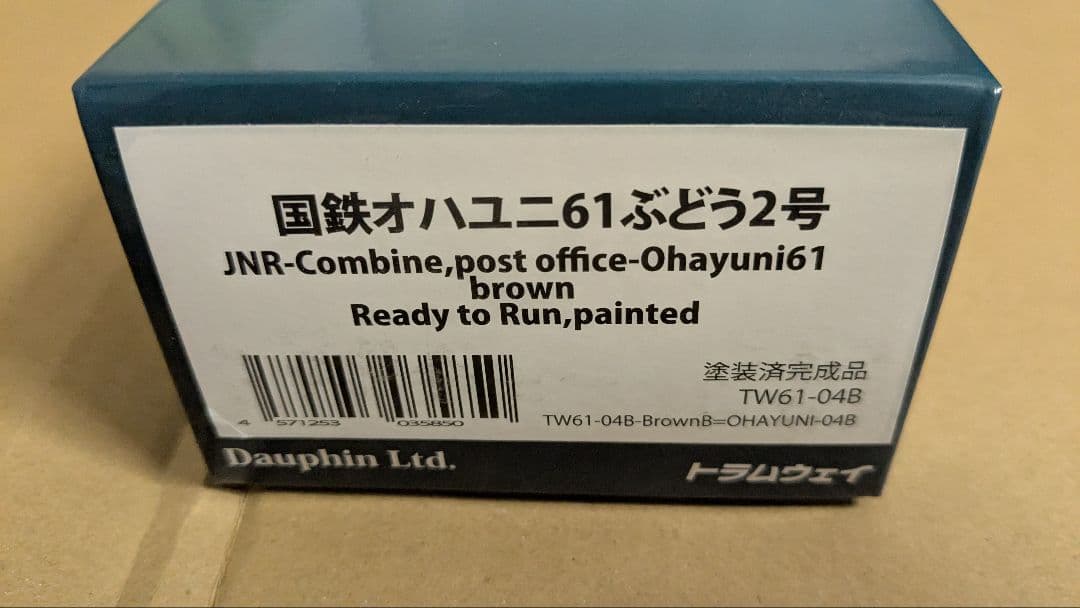 国鉄オハユニ61ぶどう2号
JNR-Combine,post office-Ohayuni61
brown
Ready to Run,painted
塗装済完成品
TW61-04B
TW61-04B-BrownB=OHAYUNI-04B
4 571253 035850
Dauphin Ltd.
トラムウェイ